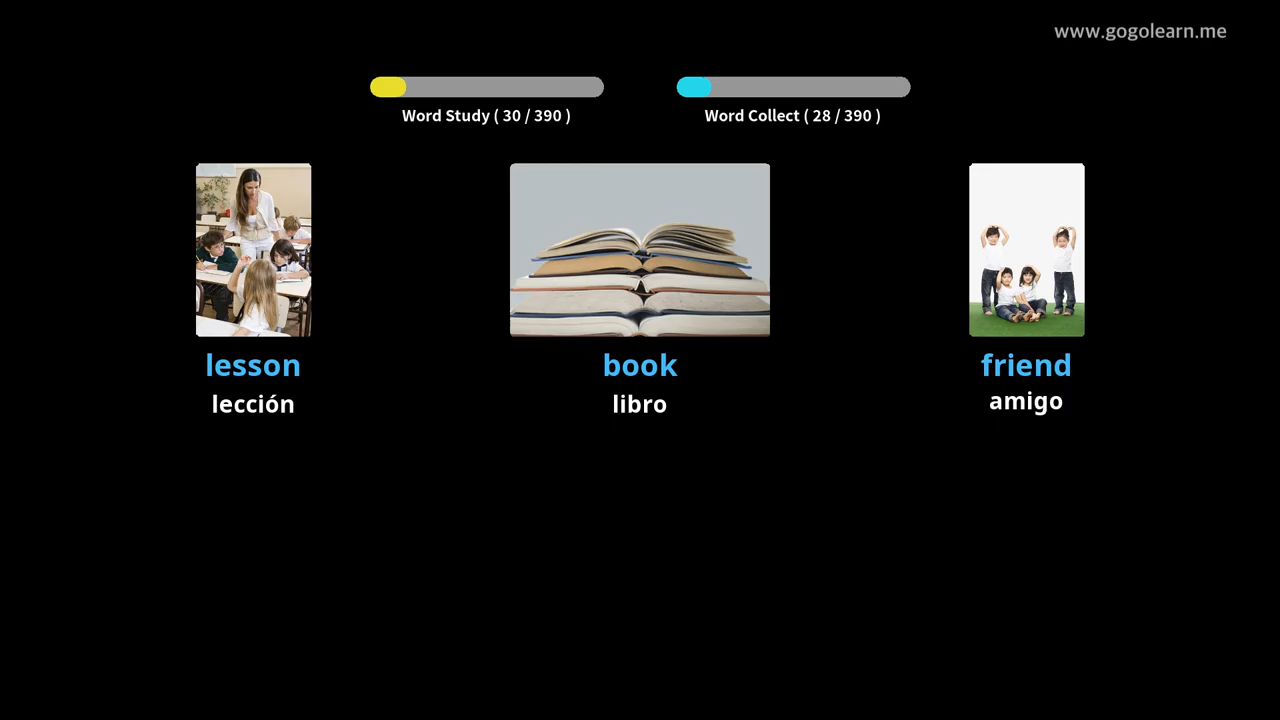 www.gogolearn.me
Word Study ( 30 / 390 )
Word Collect ( 28 / 390 )
lesson
lección
book
libro
friend
amigo